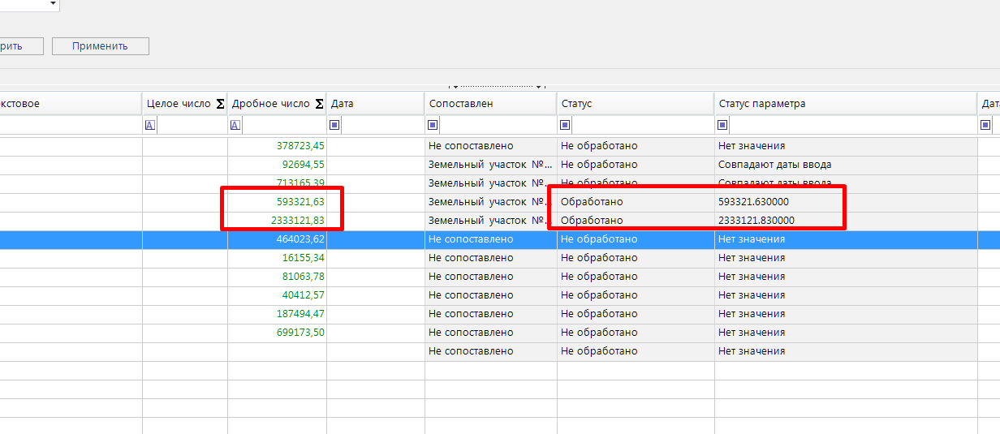 рить Применить
кстовое Целое число Σ Дробное число Σ Дата Сопоставлен Статус Статус параметра Дат
A A
378723,45 Не сопоставлено Не обработано Нет значения
92694,55 Земельный участок №... Не обработано Совпадают даты ввода
713165,39 Земельный участок №... Не обработано Совпадают даты ввода
593321,63 Земельный участок №... Обработано 593321.630000
2333121,83 Земельный участок №... Обработано 2333121.830000
464023,62 Не сопоставлено Не обработано Нет значения
16155,34 Не сопоставлено Не обработано Нет значения
81063,78 Не сопоставлено Не обработано Нет значения
40412,57 Не сопоставлено Не обработано Нет значения
187494,47 Не сопоставлено Не обработано Нет значения
699173,50 Не сопоставлено Не обработано Нет значения
Не сопоставлено Не обработано Нет значения